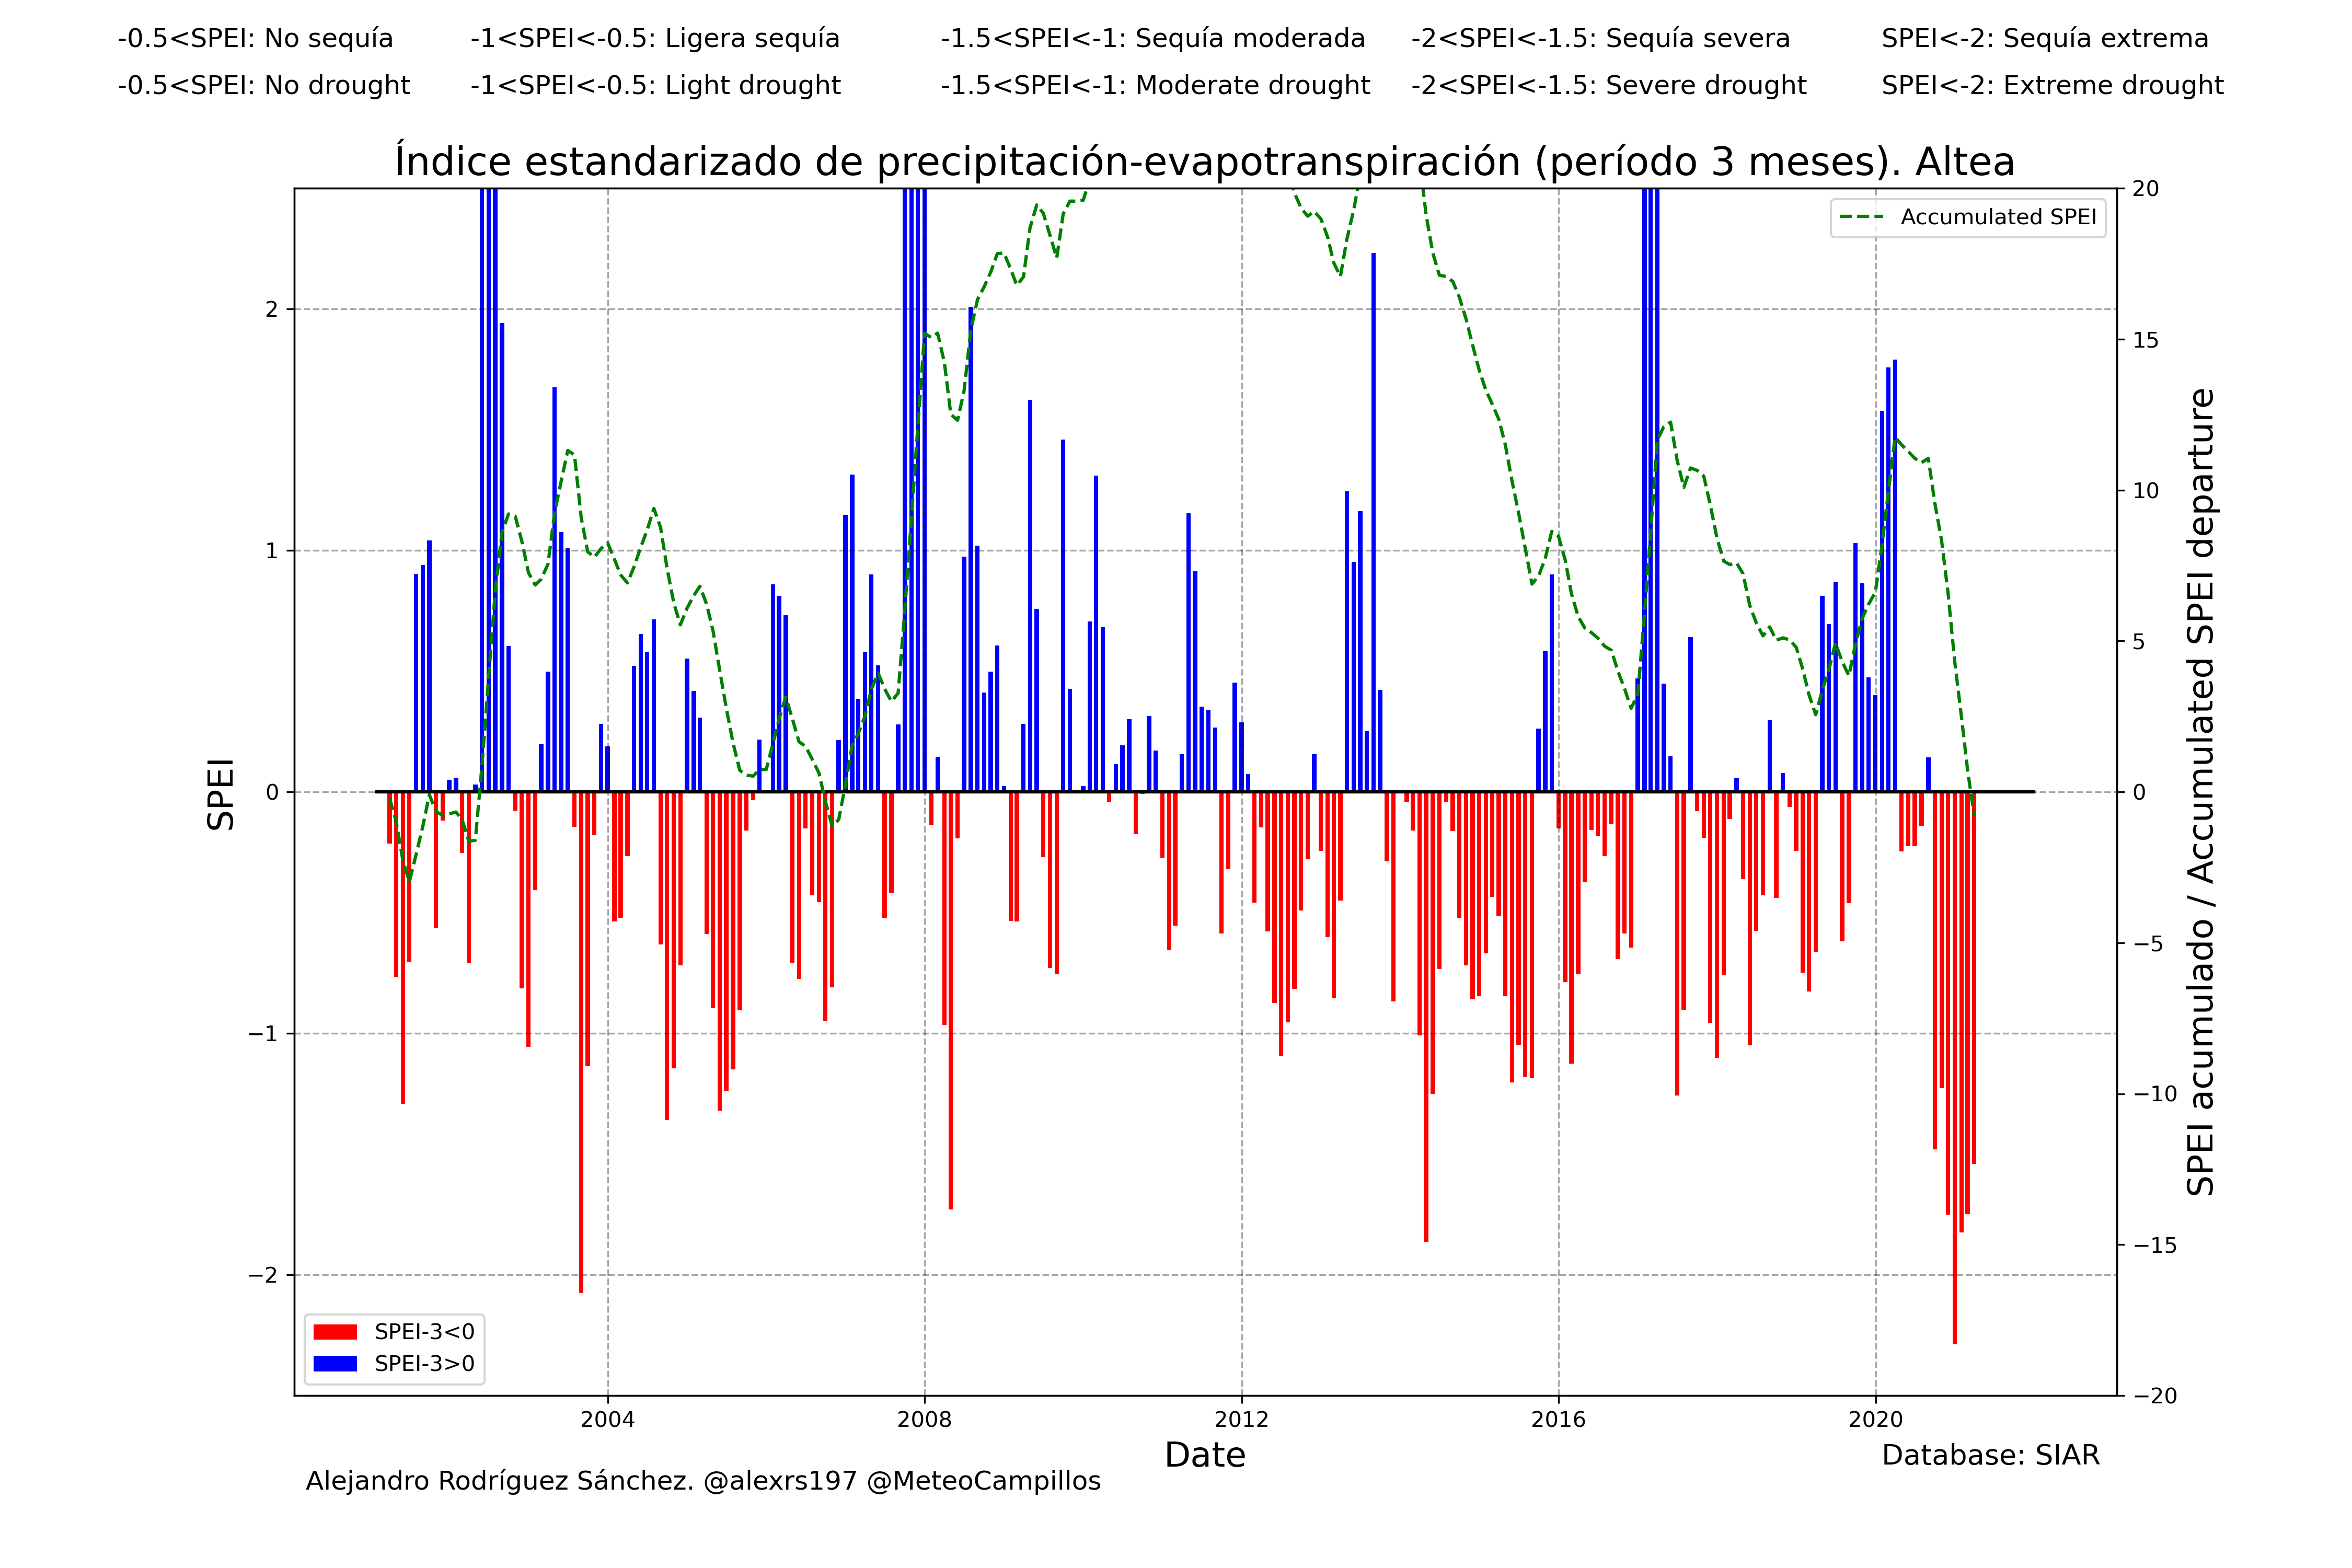 -0.5<SPEI: No sequía
-1<SPEI<-0.5: Ligera sequía
-1.5<SPEI<-1: Sequía moderada
-2<SPEI<-1.5: Sequía severa
SPEI<-2: Sequía extrema
-0.5<SPEI: No drought
-1<SPEI<-0.5: Light drought
-1.5<SPEI<-1: Moderate drought
-2<SPEI<-1.5: Severe drought
SPEI<-2: Extreme drought
Índice estandarizado de precipitación-evapotranspiración (período 3 meses). Altea
Accumulated SPEI
SPEI
2
1
0
−1
−2
20
15
10
5
0
−5
−10
−15
−20
SPEI acumulado / Accumulated SPEI departure
SPEI-3<0
SPEI-3>0
2004
2008
2012
2016
2020
Date
Database: SIAR
Alejandro Rodríguez Sánchez. @alexrs197 @MeteoCampillos